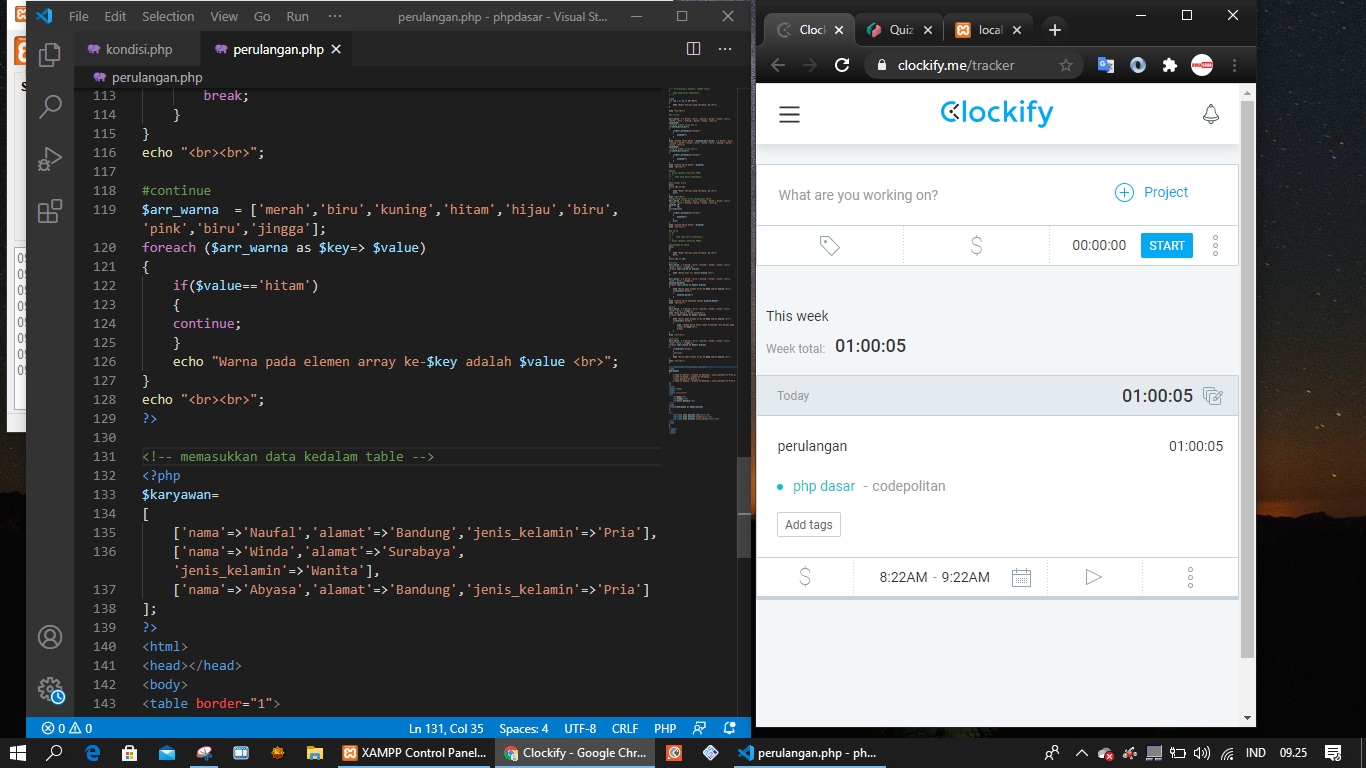 File Edit Selection View Go Run ··· perulangan.php - phpdasar - Visual St...
kondisi.php perulangan.php
perulangan.php
113 break;
114 }
115 }
116 echo "<br><br>";
117
118 #continue
119 $arr_warna = ['merah','biru','kuning','hitam','hijau','biru',
'pink','biru','jingga'];
120 foreach ($arr_warna as $key=> $value)
121 {
122 if($value=='hitam')
123 {
124 continue;
125 }
126 echo "Warna pada elemen array ke-$key adalah $value <br>";
127 }
128 echo "<br><br>";
129 ?>
130
131 <!-- memasukkan data kedalam table -->
132 <?php
133 $karyawan=
134 [
135 ['nama'=>'Naufal','alamat'=>'Bandung','jenis_kelamin'=>'Pria'],
136 ['nama'=>'Winda','alamat'=>'Surabaya',
'jenis_kelamin'=>'Wanita'],
137 ['nama'=>'Abyasa','alamat'=>'Bandung','jenis_kelamin'=>'Pria']
138 ];
139 ?>
140 <html>
141 <head></head>
142 <body>
143 <table border="1">
0 0 Ln 131, Col 35 Spaces: 4 UTF-8 CRLF PHP
Clocl Quiz local
clockify.me/tracker
Clockify
What are you working on? Project
$ 00:00:00 START
This week
Week total: 01:00:05
Today 01:00:05
perulangan 01:00:05
php dasar - codepolitan
Add tags
$ 8:22AM - 9:22AM
XAMPP Control Panel... Clockify - Google Chr... perulangan.php - ph... IND 09.25